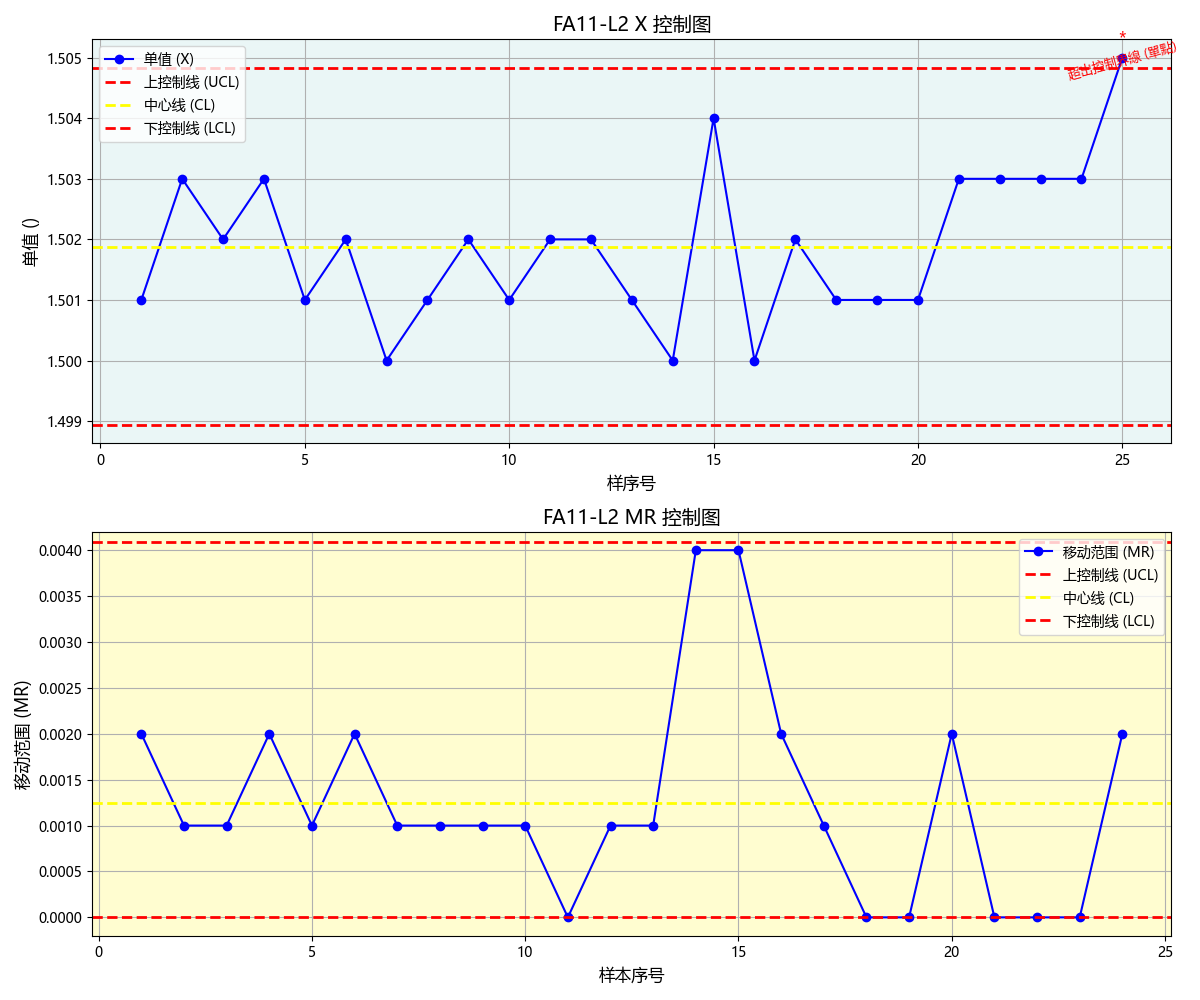 FA11-L2 X 控制图
*
超出控制界線 (單點)
单值 (X)
上控制线 (UCL)
中心线 (CL)
下控制线 (LCL)
1.505
1.504
1.503
1.502
1.501
1.500
1.499
单值 ()
0
5
10
15
20
25
样序号
FA11-L2 MR 控制图
移动范围 (MR)
上控制线 (UCL)
中心线 (CL)
下控制线 (LCL)
0.0040
0.0035
0.0030
0.0025
0.0020
0.0015
0.0010
0.0005
0.0000
移动范围 (MR)
0
5
10
15
20
25
样本序号